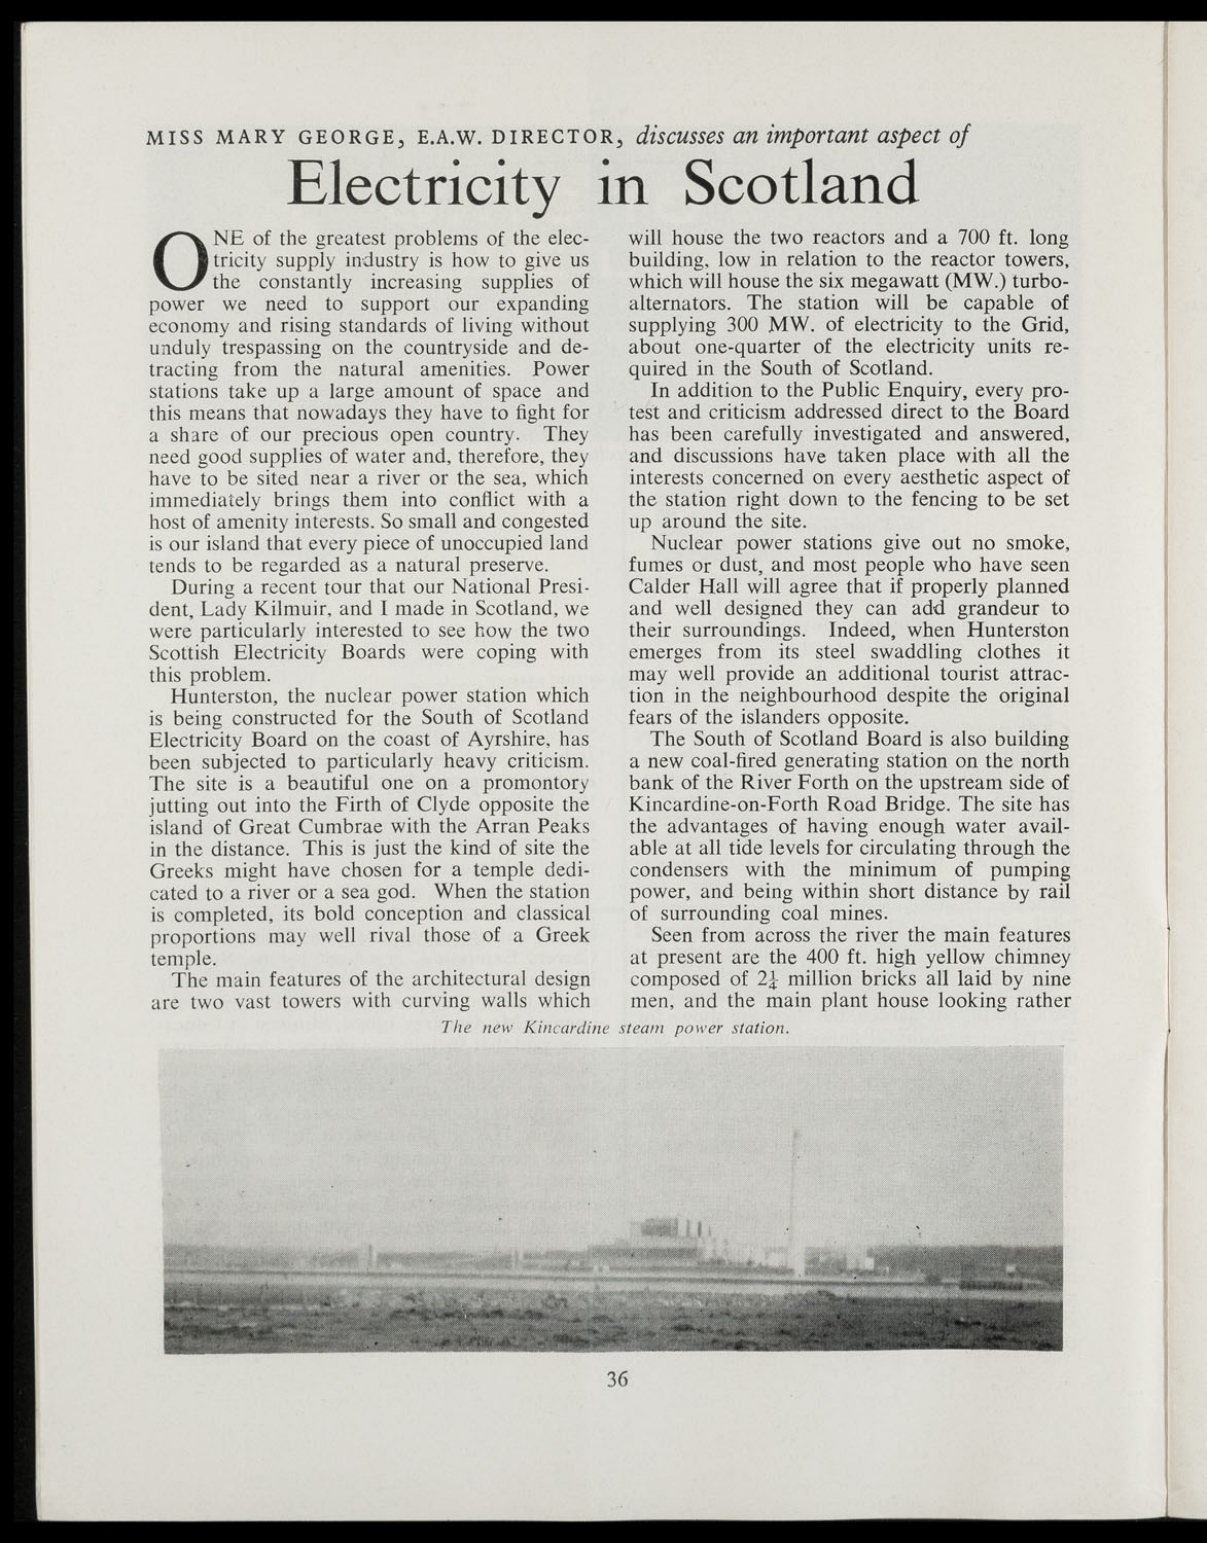 MISS MARY GEORGE, E.A.W. DIRECTOR, discusses an important aspect of
Electricity in Scotland
ONE of the greatest problems of the elec-
tricity supply industry is how to give us
the constantly increasing supplies of
power we need to support our expanding
economy and rising standards of living without
unduly trespassing on the countryside and de-
tracting from the natural amenities. Power
stations take up a large amount of space and
this means that nowadays they have to fight for
a share of our precious open country. They
need good supplies of water and, therefore, they
have to be sited near a river or the sea, which
immediately brings them into conflict with a
host of amenity interests. So small and congested
is our island that every piece of unoccupied land
tends to be regarded as a natural preserve.
During a recent tour that our National Presi-
dent, Lady Kilmuir, and I made in Scotland, we
were particularly interested to see how the two
Scottish Electricity Boards were coping with
this problem.
Hunterston, the nuclear power station which
is being constructed for the South of Scotland
Electricity Board on the coast of Ayrshire, has
been subjected to particularly heavy criticism.
The site is a beautiful one on a promontory
jutting out into the Firth of Clyde opposite the
island of Great Cumbrae with the Arran Peaks
in the distance. This is just the kind of site the
Greeks might have chosen for a temple dedi-
cated to a river or a sea god. When the station
is completed, its bold conception and classical
proportions may well rival those of a Greek
temple.
The main features of the architectural design
are two vast towers with curving walls which
will house the two reactors and a 700 ft. long
building, low in relation to the reactor towers,
which will house the six megawatt (MW.) turbo-
alternators. The station will be capable of
supplying 300 MW. of electricity to the Grid,
about one-quarter of the electricity units re-
quired in the South of Scotland.
In addition to the Public Enquiry, every pro-
test and criticism addressed direct to the Board
has been carefully investigated and answered,
and discussions have taken place with all the
interests concerned on every aesthetic aspect of
the station right down to the fencing to be set
up around the site.
Nuclear power stations give out no smoke,
fumes or dust, and most people who have seen
Calder Hall will agree that if properly planned
and well designed they can add grandeur to
their surroundings. Indeed, when Hunterston
emerges from its steel swaddling clothes it
may well provide an additional tourist attrac-
tion in the neighbourhood despite the original
fears of the islanders opposite.
The South of Scotland Board is also building
a new coal-fired generating station on the north
bank of the River Forth on the upstream side of
Kincardine-on-Forth Road Bridge. The site has
the advantages of having enough water avail-
able at all tide levels for circulating through the
condensers with the minimum of pumping
power, and being within short distance by rail
of surrounding coal mines.
Seen from across the river the main features
at present are the 400 ft. high yellow chimney
composed of 2¼ million bricks all laid by nine
men, and the main plant house looking rather
The new Kincardine steam power station.
36